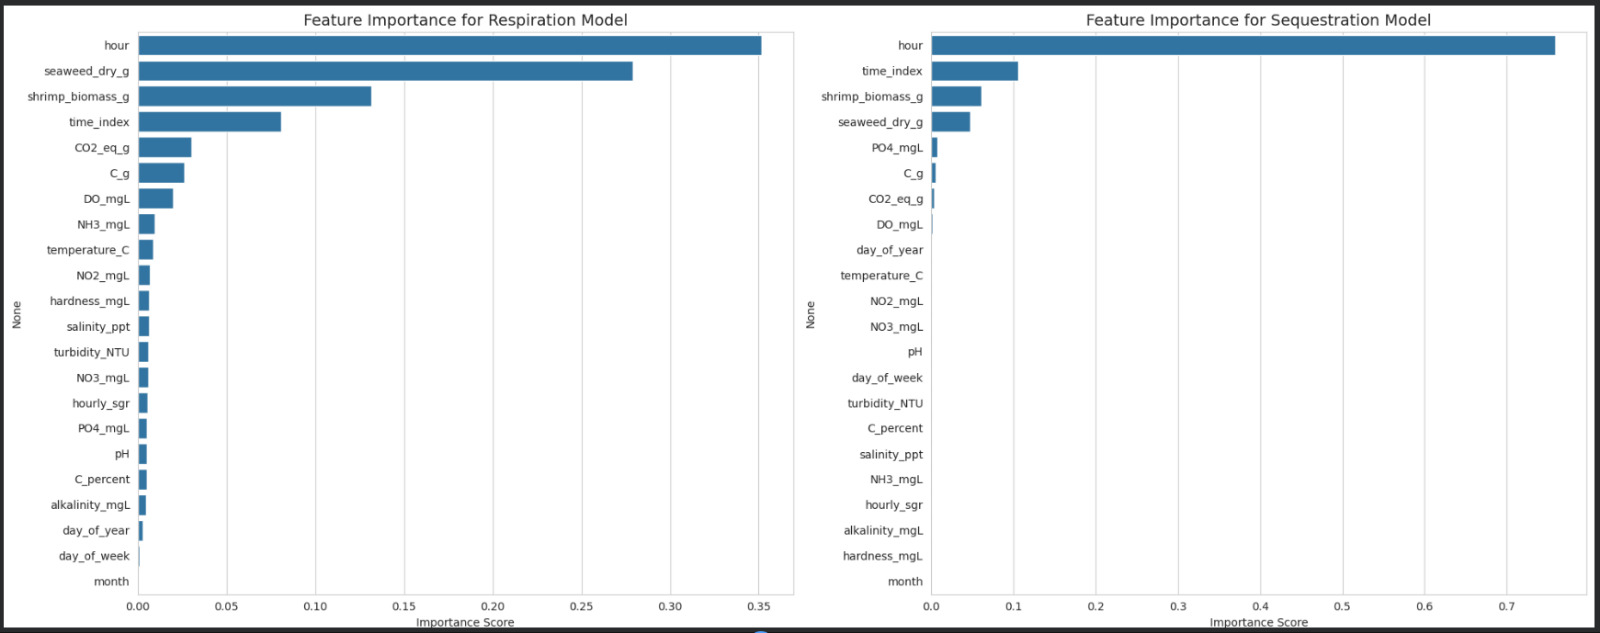 Feature Importance for Respiration Model
hour
seaweed_dry_g
shrimp_biomass_g
time_index
CO2_eq_g
C_g
DO_mgL
NH3_mgL
temperature_C
NO2_mgL
hardness_mgL
salinity_ppt
turbidity_NTU
NO3_mgL
hourly_sgr
PO4_mgL
pH
C_percent
alkalinity_mgL
day_of_year
day_of_week
month
None
0.00 0.05 0.10 0.15 0.20 0.25 0.30 0.35
Importance Score
Feature Importance for Sequestration Model
hour
time_index
shrimp_biomass_g
seaweed_dry_g
PO4_mgL
C_g
CO2_eq_g
DO_mgL
day_of_year
temperature_C
NO2_mgL
NO3_mgL
pH
day_of_week
turbidity_NTU
C_percent
salinity_ppt
NH3_mgL
hourly_sgr
alkalinity_mgL
hardness_mgL
month
None
0.0 0.1 0.2 0.3 0.4 0.5 0.6 0.7
Importance Score